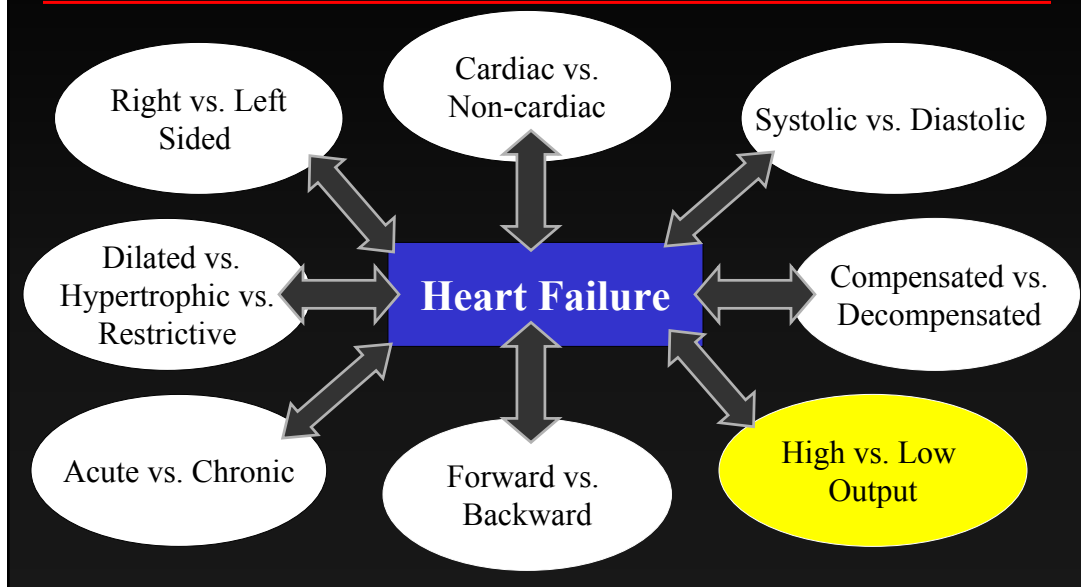 Right vs. Left
Sided
Cardiac vs.
Non-cardiac
Systolic vs. Diastolic
Dilated vs.
Hypertrophic vs.
Restrictive
Heart Failure
Compensated vs.
Decompensated
Acute vs. Chronic
Forward vs.
Backward
High vs. Low
Output